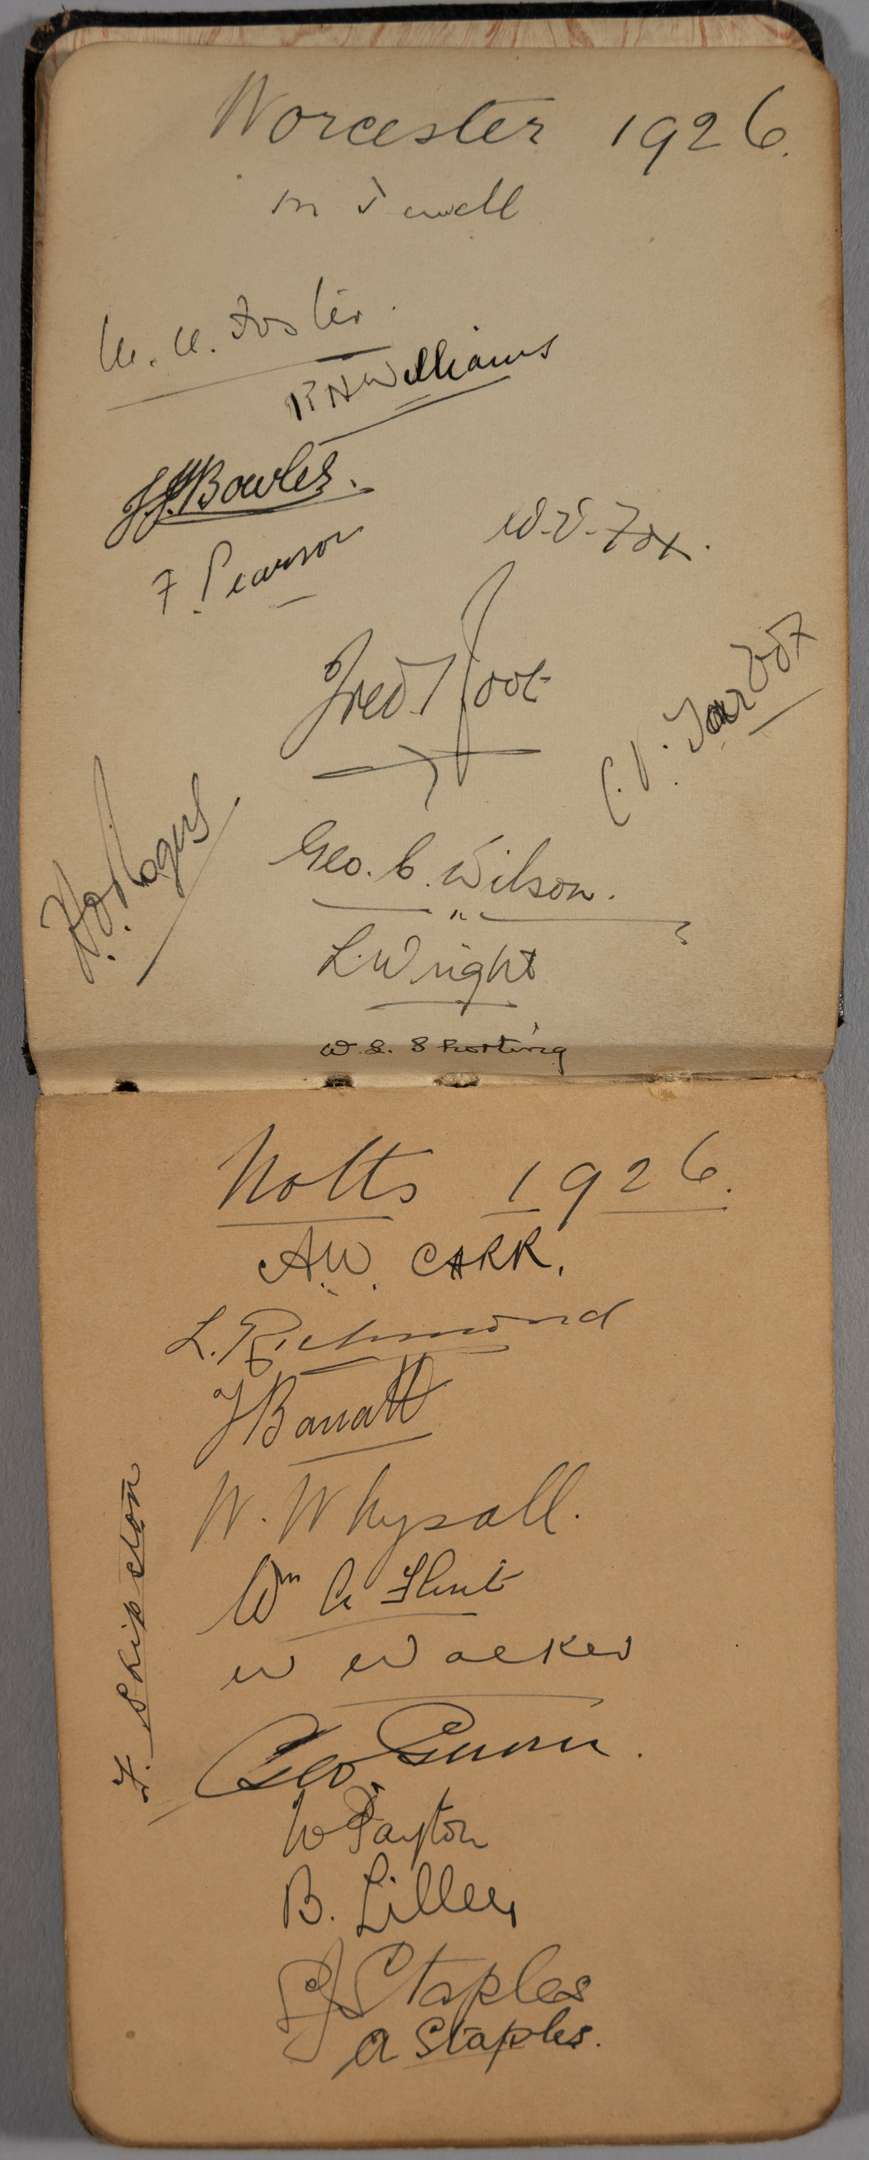 Worcester 1926.
M F Jewell
M. K. Foster.
R H Williams
J.J. Bowles.
F. Pearson
W-V-Fox.
Fred Root
C.V. Tarbox
H.O. Rogers
Geo. C. Wilson.
L. Wright
W.E. Shorting
Notts 1926.
A.W. CARR.
L. Richmond
F Barratt
W. Whysall.
Wm A Flint
W Walker
F. Shipston
Geo Gunn.
W Payton
B. Lilley
S J Staples
A Staples.